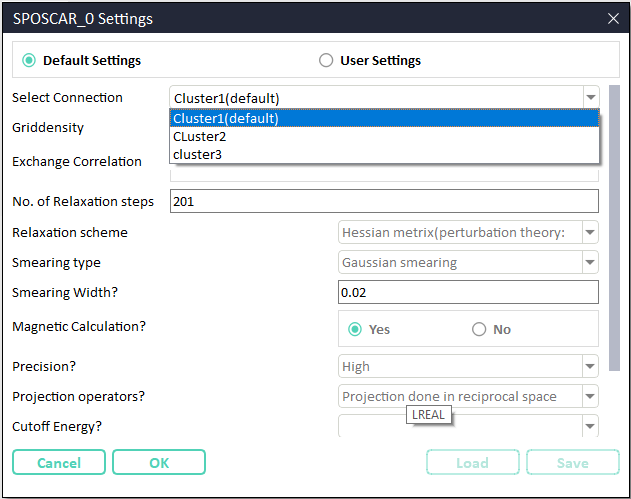 SPOSCAR_0 Settings
Default Settings
User Settings
Select Connection
Cluster1(default)
Cluster1(default)
Griddensity
CLuster2
cluster3
Exchange Correlation
No. of Relaxation steps
201
Relaxation scheme
Hessian metrix(perturbation theory:
Smearing type
Gaussian smearing
Smearing Width?
0.02
Magnetic Calculation?
Yes
No
Precision?
High
Projection operators?
Projection done in reciprocal space
LREAL
Cutoff Energy?
Cancel
OK
Load
Save